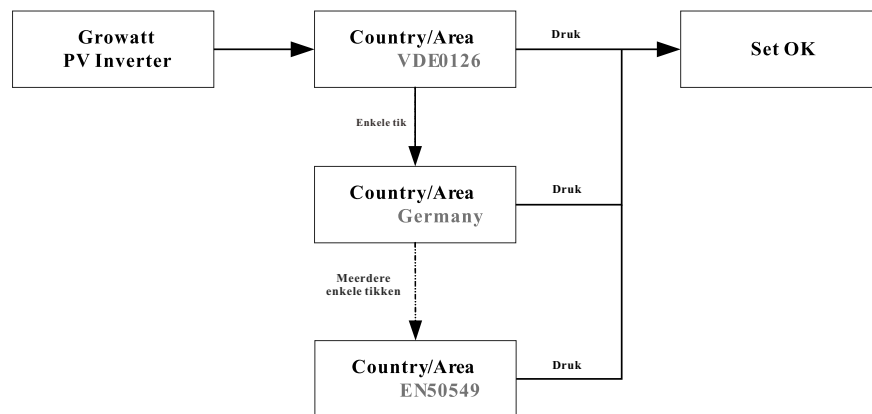 Growatt
PV Inverter
Country/Area
VDE0126
Druk
Set OK
Enkele tik
Country/Area
Germany
Druk
Meerdere
enkele tikken
Country/Area
EN50549
Druk